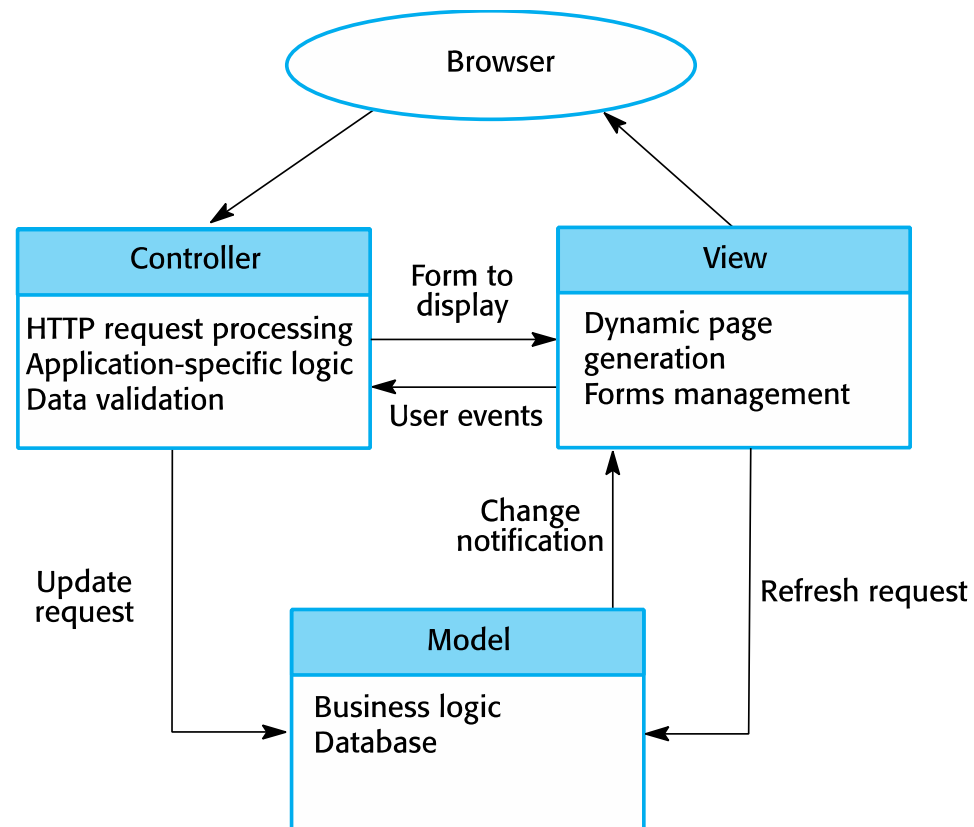 Browser
Controller
HTTP request processing
Application-specific logic
Data validation
Form to
display
User events
View
Dynamic page
generation
Forms management
Update
request
Change
notification
Refresh request
Model
Business logic
Database